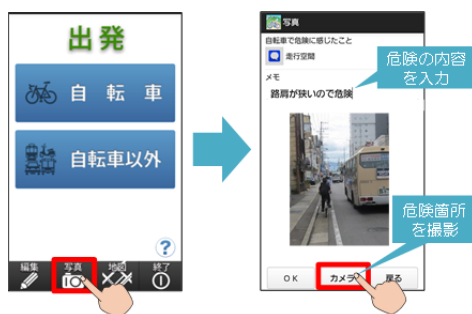 出発
自転車
自転車以外
?
編集
写真
地図
終了
写真
自転車で危険に感じたこと
走行空間
メモ
路肩が狭いので危険
危険の内容
を入力
危険箇所
を撮影
OK
カメラ
戻る